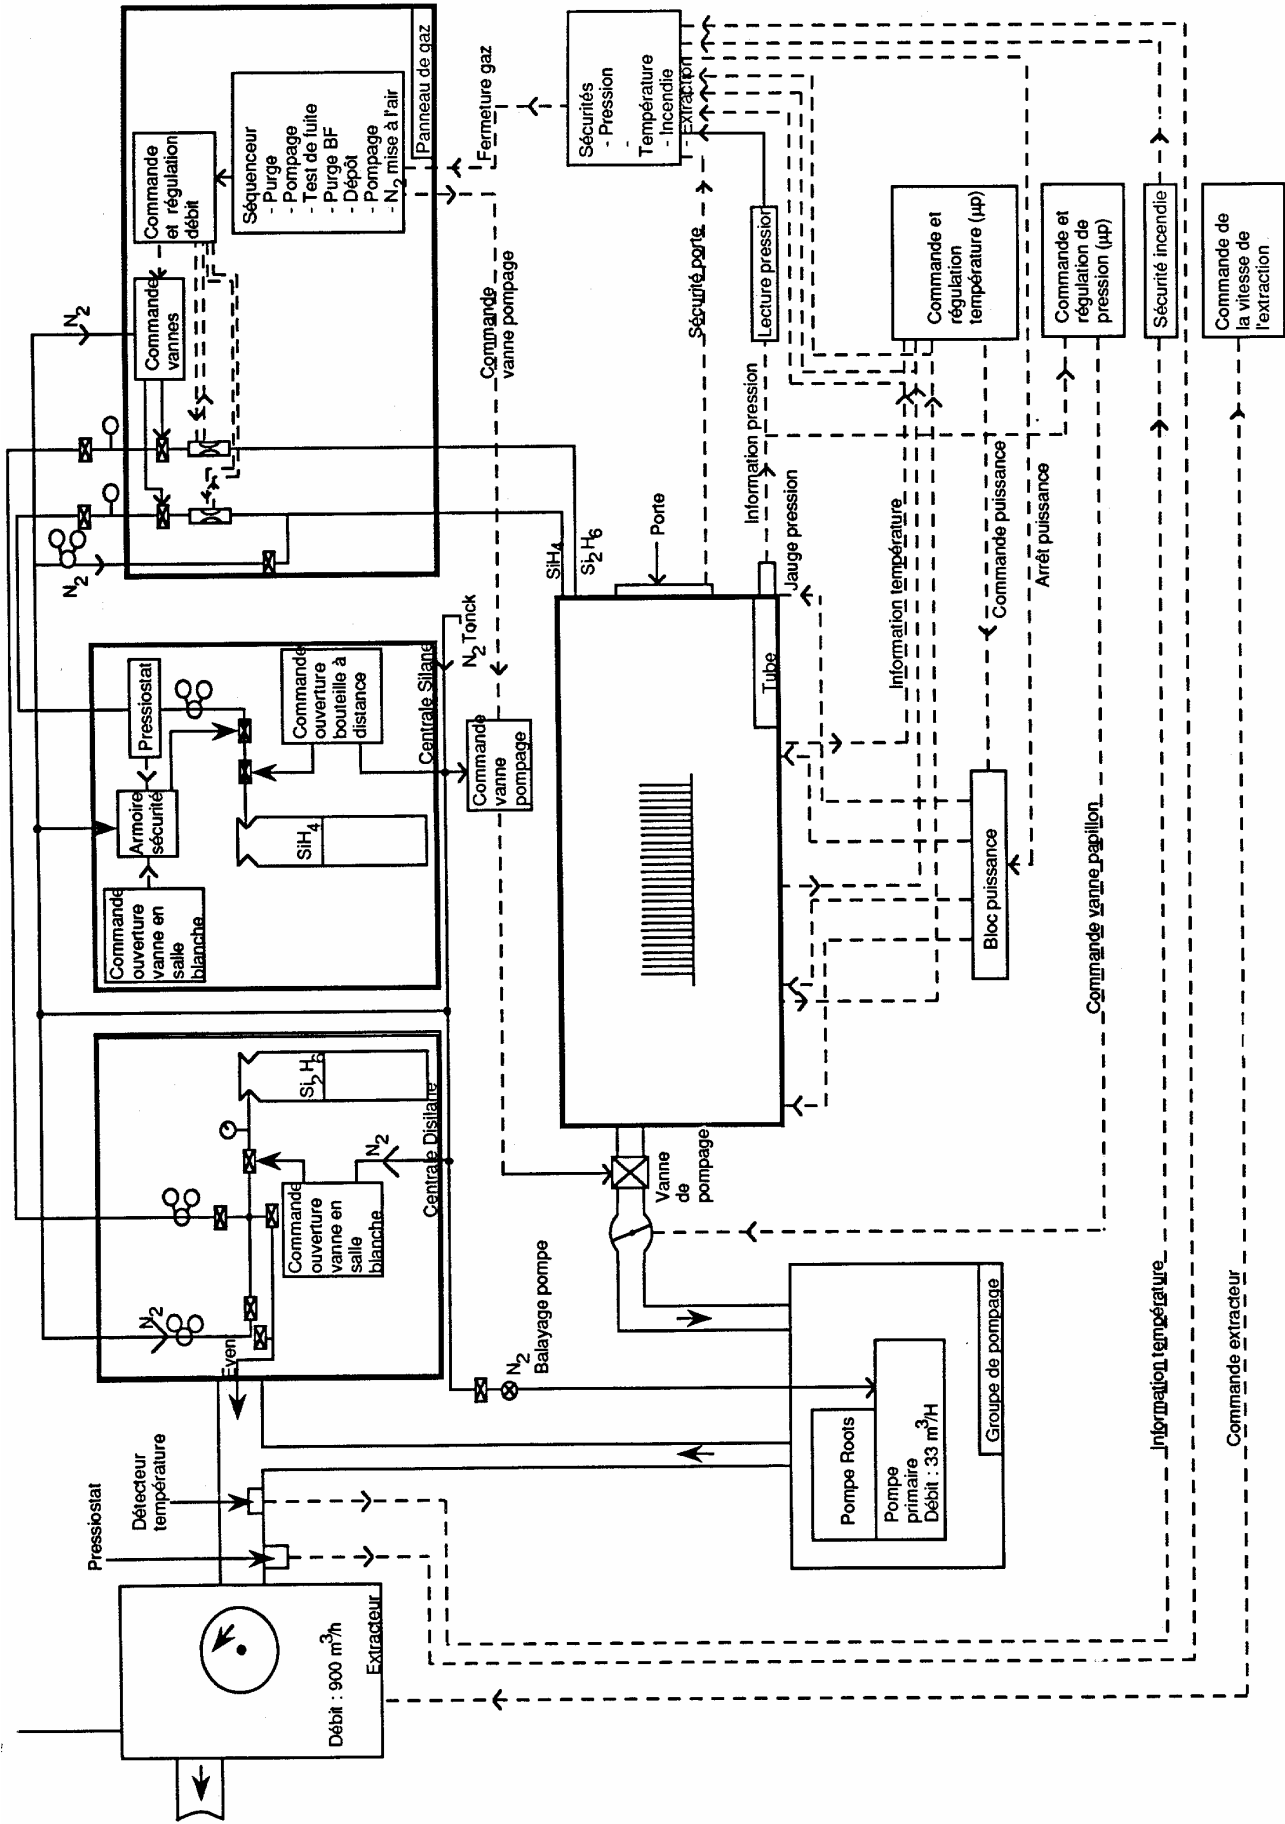 Panneau de gaz
Séquenceur
- Purge
- Pompage
- Test de fuite
- Purge BF
- Dépôt
- Pompage
- N2 mise à l'air
Commande
et régulation
débit
Commande
vannes
N2
N2
Fermeture gaz
Commande
vanne pompage
Sécurités
- Pression
-
Température
- Incendie
- Extraction
Sécurité porte
Lecture pression
Information pression
Commande et
régulation
température (µp)
Commande et
régulation de
pression (µp)
Sécurité incendie
Commande de
la vitesse de
l'extraction
SiH4
Si2H6
Porte
Jauge pression
Tube
Information température
Commande puissance
Arrêt puissance
Bloc puissance
Commande vanne papillon
Pressiostat
Armoire
sécurité
Commande
ouverture
vanne en
salle
blanche
Commande
ouverture
bouteille à
distance
SiH4
Centrale Silane
N2 Tonck
Commande
vanne
pompage
Si2H6
N2
Commande
ouverture
vanne en
salle
blanche
Centrale Disilane
N2
Even
Vanne
de
pompage
N2
Balayage pompe
Groupe de pompage
Pompe Roots
Pompe
primaire
Débit : 33 m3/H
Information température
Commande extracteur
Détecteur
température
Pressiostat
Débit : 900 m3/h
Extracteur